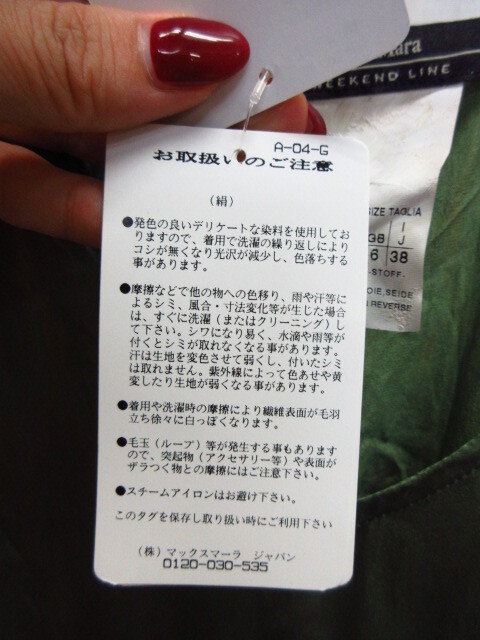 Mara
WEEKEND LINE
A-04-G
お取扱いのご注意
(絹)
●発色の良いデリケートな染料を使用してお
りますので、着用で洗濯の繰り返しにより
コシが無くなり光沢が減少し、色落ちする
事があります。
●摩擦などで他の物への色移り、雨や汗等に
よるシミ、風合・寸法変化等が生じた場合
は、すぐに洗濯(またはクリーニング)し
て下さい。シワになり易く、水滴や雨等が
付くとシミが取れなくなる事があります。
汗は生地を変色させて弱くし、付いたシミ
は取れません。紫外線によって色あせや黄
変したり生地が弱くなる事があります。
●着用や洗濯時の摩擦により繊維表面が毛羽
立ち徐々に白っぽくなります。
●毛玉(ループ)等が発生する事もあります
ので、突起物(アクセサリー等)や表面が
ザラつく物との摩擦にはご注意下さい。
●スチームアイロンはお避け下さい。
このタグを保存し取り扱い時にご利用下さい
(株)マックスマーラ ジャパン
0120-030-535
SIZE TAGLIA
I
38 J
6 38
-STOFF.
OIE, SEIDE
REVERSE